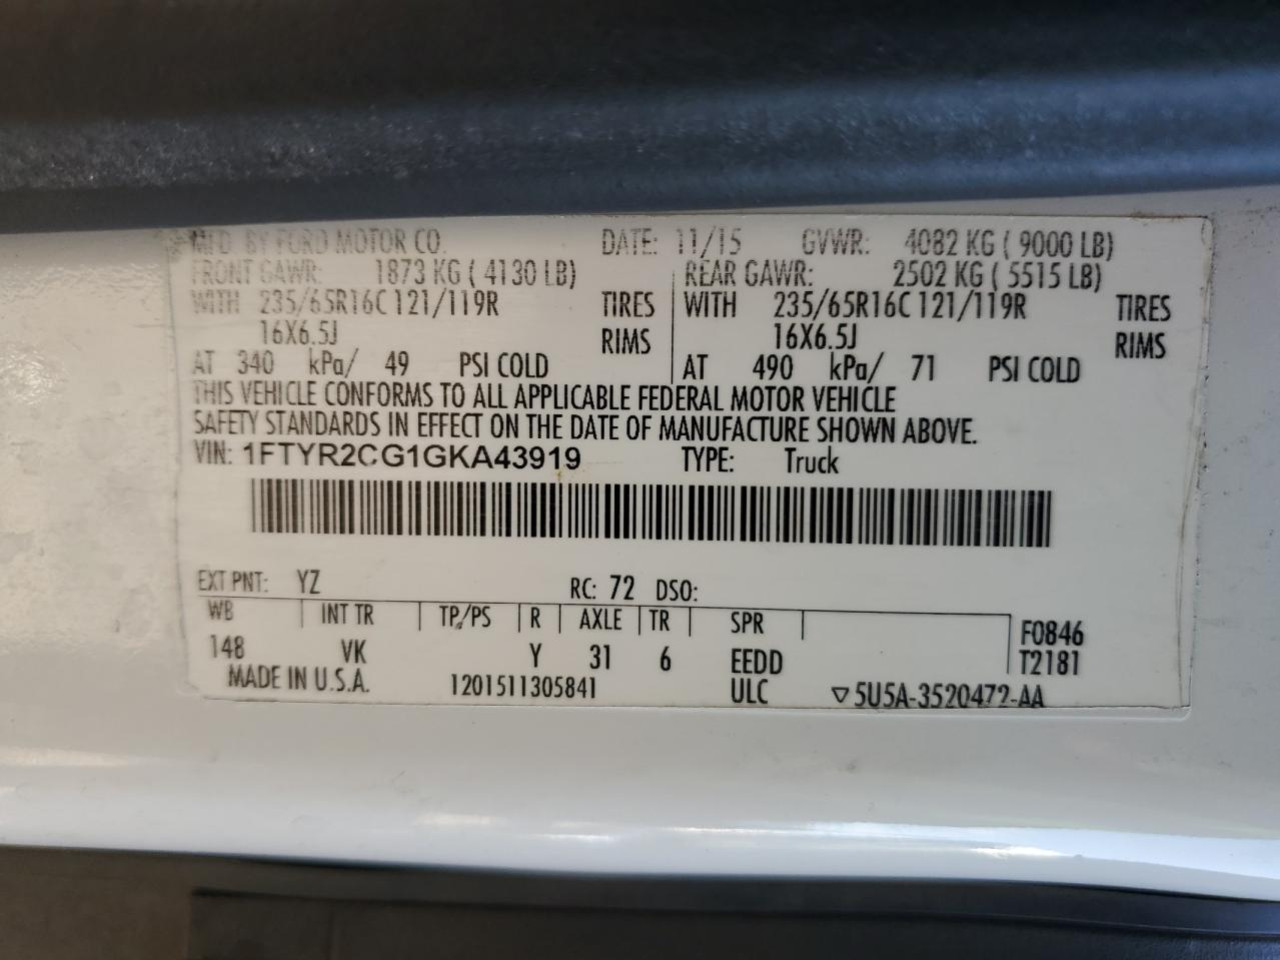 MFD. BY FORD MOTOR CO. DATE: 11/15 GVWR: 4082 KG ( 9000 LB)
FRONT GAWR: 1873 KG ( 4130 LB) REAR GAWR: 2502 KG ( 5515 LB)
WITH 235/65R16C 121/119R TIRES WITH 235/65R16C 121/119R TIRES
16X6.5J RIMS 16X6.5J RIMS
AT 340 kPa/ 49 PSI COLD AT 490 kPa/ 71 PSI COLD
THIS VEHICLE CONFORMS TO ALL APPLICABLE FEDERAL MOTOR VEHICLE
SAFETY STANDARDS IN EFFECT ON THE DATE OF MANUFACTURE SHOWN ABOVE.
VIN: 1FTYR2CG1GKA43919 TYPE: Truck
EXT PNT: YZ RC: 72 DSO:
WB INT TR TP/PS R AXLE TR SPR F0846
148 VK Y 31 6 EEDD T2181
MADE IN U.S.A. 1201511305841 ULC ▽5U5A-3520472-AA